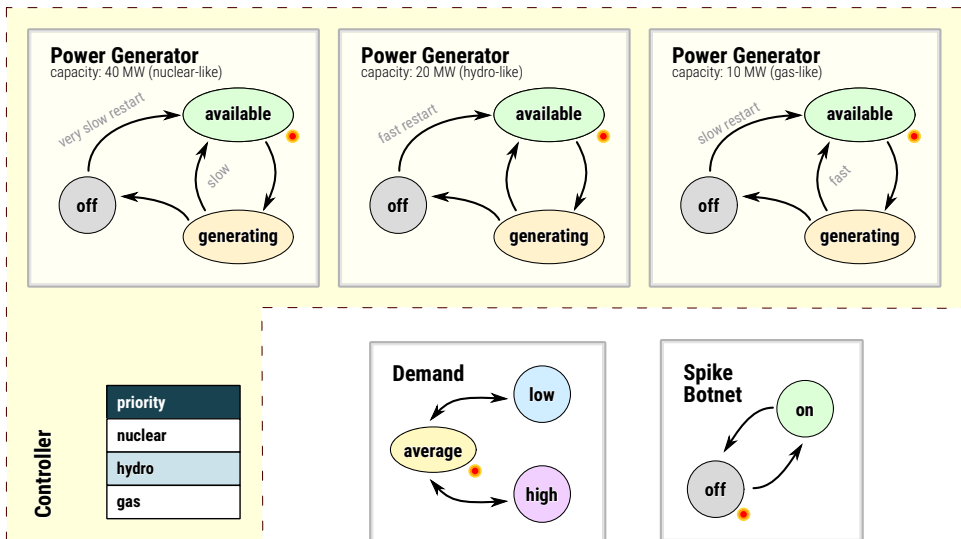 Power Generator
capacity: 40 MW (nuclear-like)
very slow restart
available
slow
off
generating
Power Generator
capacity: 20 MW (hydro-like)
fast restart
available
off
generating
Power Generator
capacity: 10 MW (gas-like)
slow restart
available
fast
off
generating
Controller
priority
nuclear
hydro
gas
Demand
low
average
high
Spike
Botnet
on
off